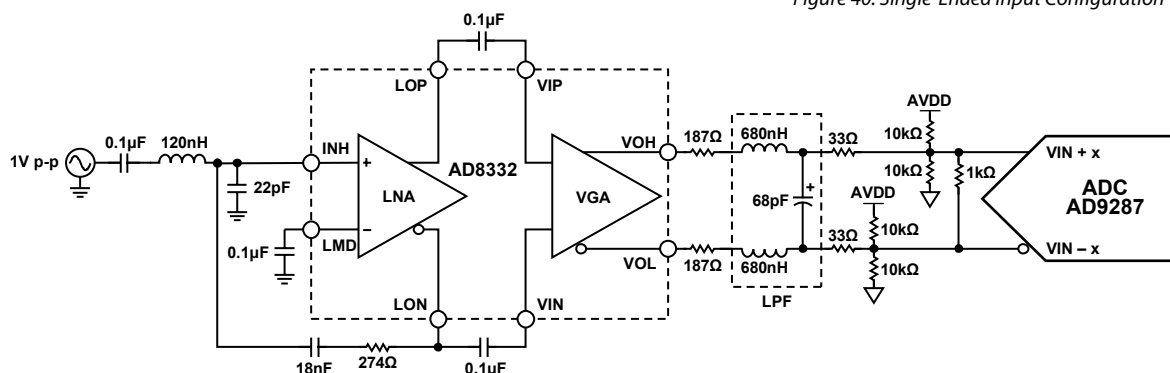 Figure 40. Single-Ended Input Configuration
0.1µF
LOP
VIP
AVDD
0.1µF
120nH
INH
187Ω
680nH
33Ω
10kΩ
VOH
1V p-p
+
AD8332
VIN + x
10kΩ
1kΩ
22pF
LNA
VGA
68pF
+
AVDD
ADC
AD9287
LMD
–
33Ω
10kΩ
0.1µF
VIN – x
VOL
187Ω
680nH
10kΩ
LPF
LON
VIN
18nF
274Ω
0.1µF